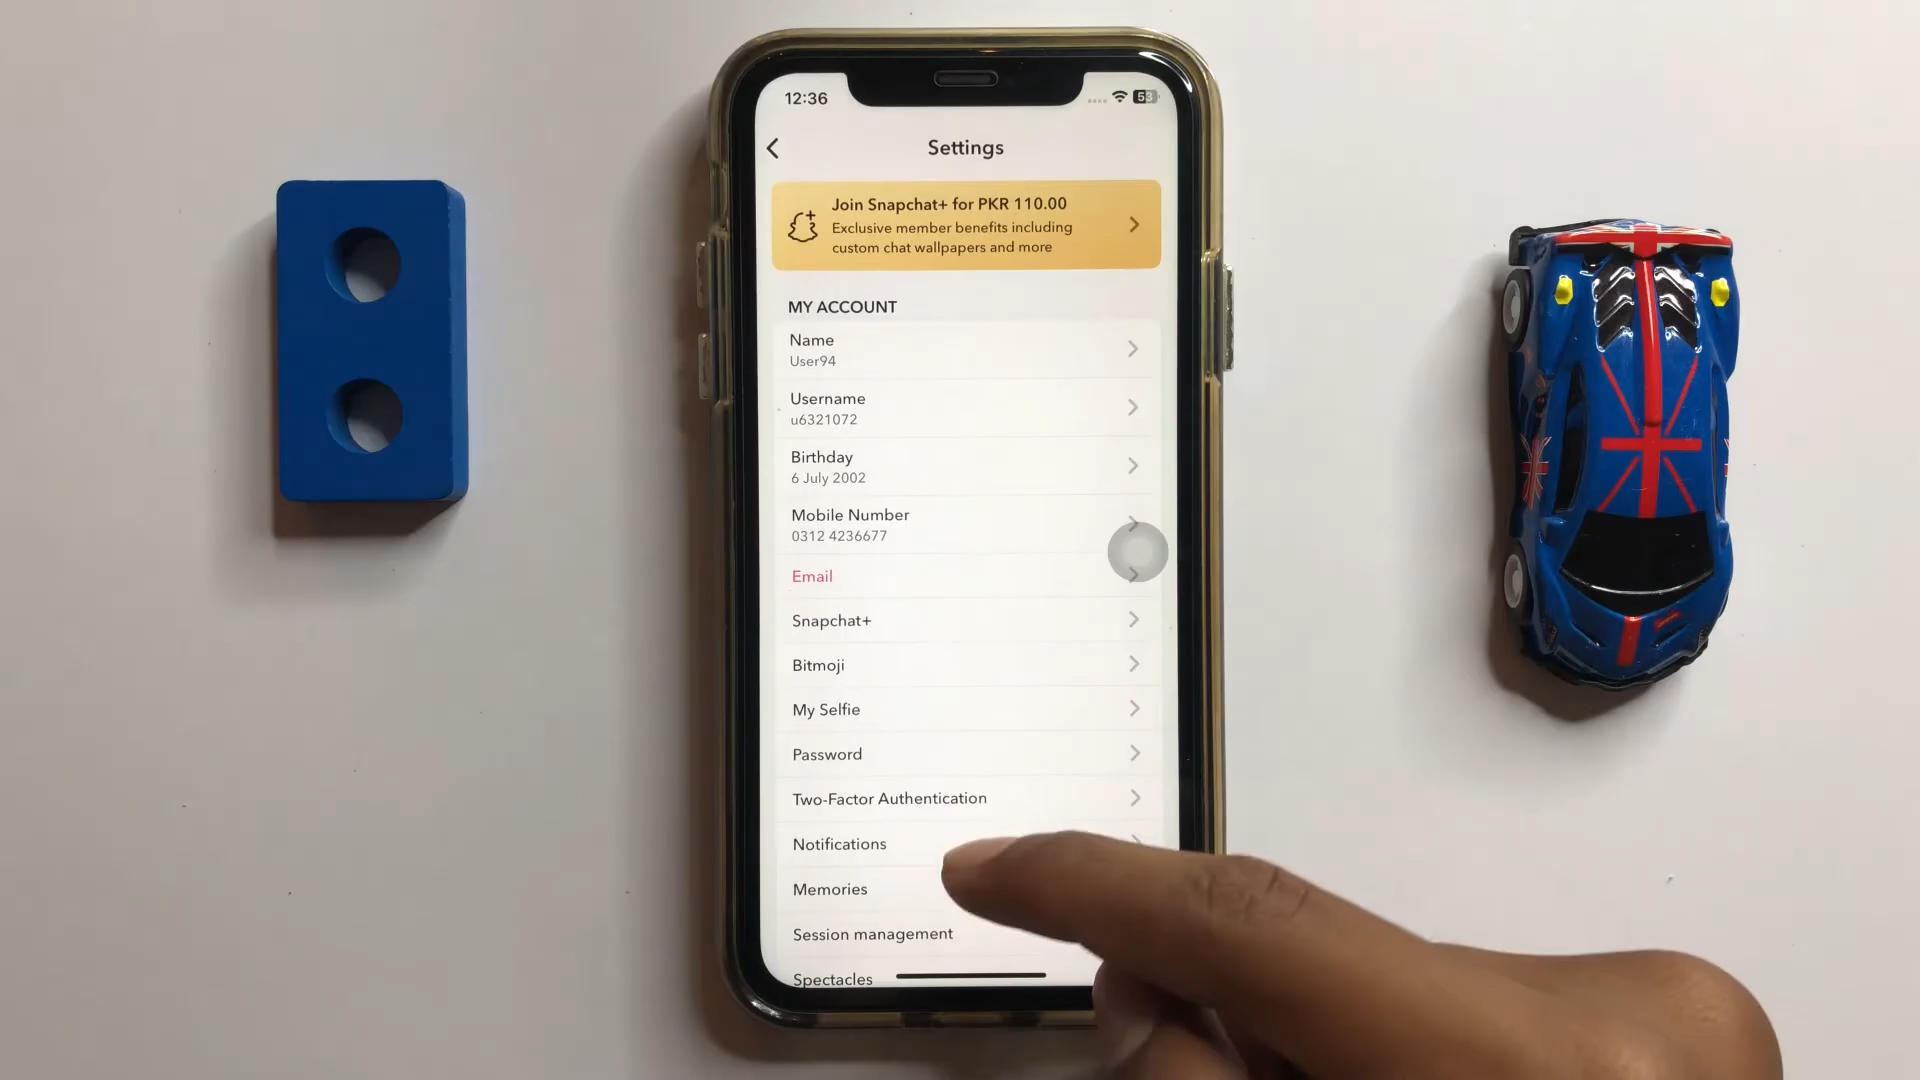 12:36
53
Settings
Join Snapchat+ for PKR 110.00
Exclusive member benefits including
custom chat wallpapers and more
MY ACCOUNT
Name
User94
Username
u6321072
Birthday
6 July 2002
Mobile Number
0312 4236677
Email
Snapchat+
Bitmoji
My Selfie
Password
Two-Factor Authentication
Notifications
Memories
Session management
Spectacles